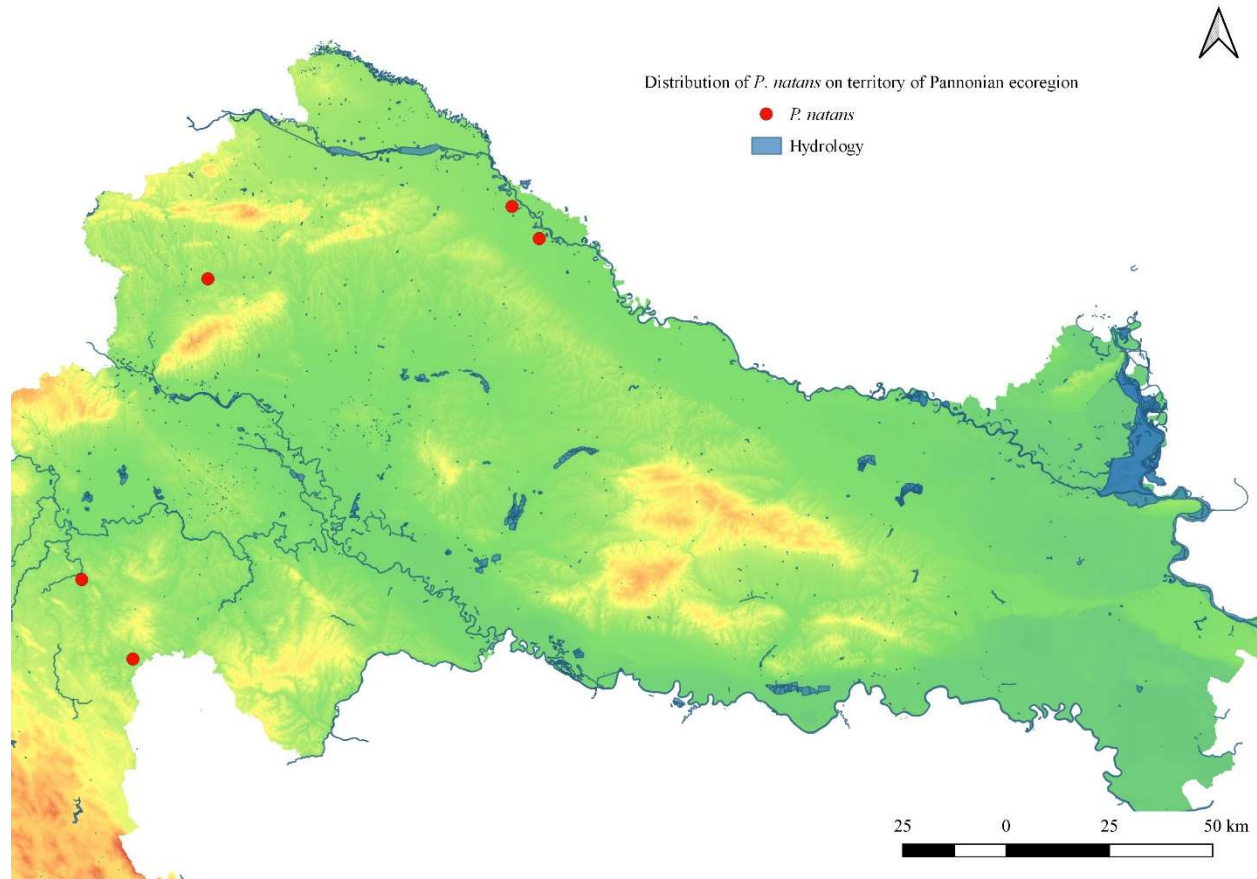 Distribution of P. natans on territory of Pannonian ecoregion
P. natans
Hydrology
25 0 25 50 km